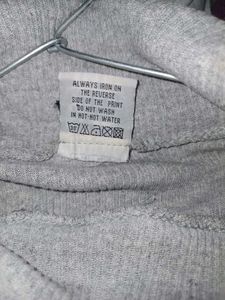 ALWAYS IRON ON
THE REVERSE
SIDE OF THE PRINT
DO NOT WASH
IN HOT-HOT WATER